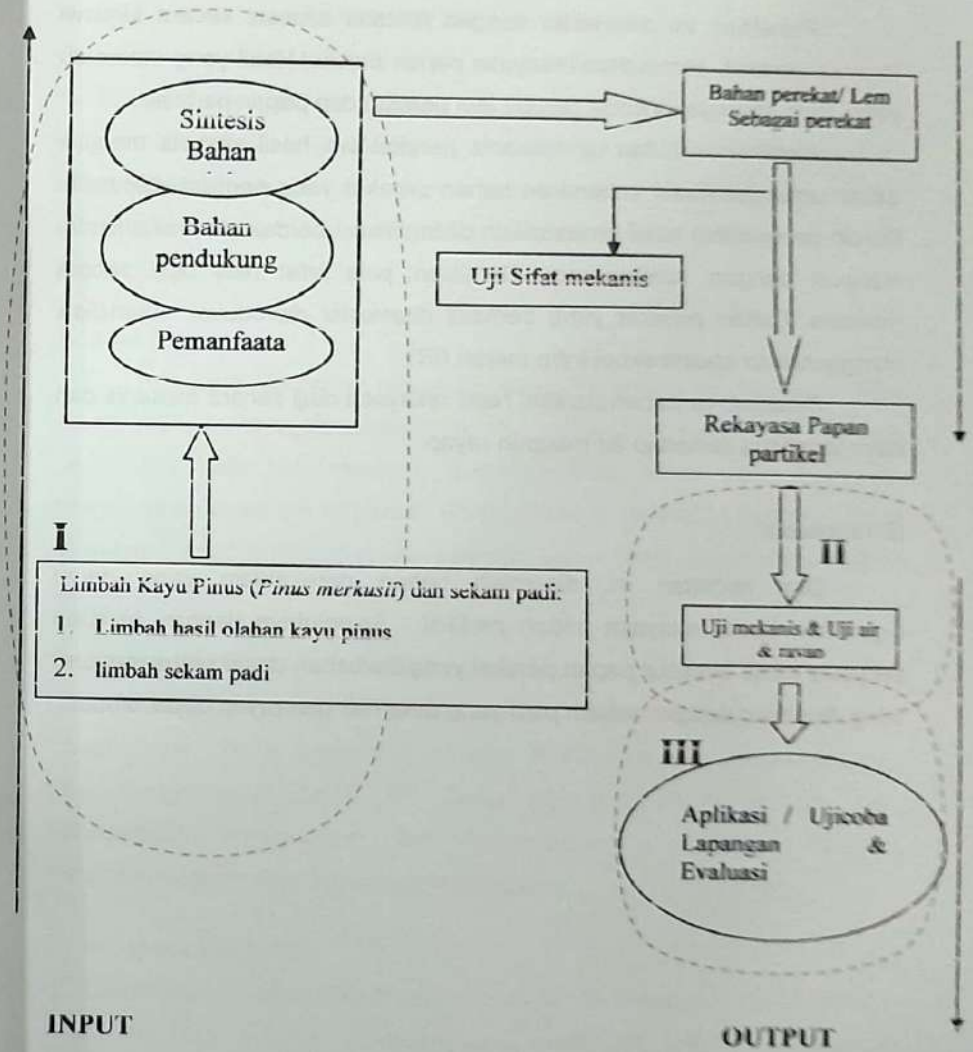 Sintesis
Bahan
Bahan
pendukung
Pemanfaata
Bahan perekat/ Lem
Sebagai perekat
Uji Sifat mekanis
Rekayasa Papan
partikel
I
Limbah Kayu Pinus (Pinus merkusii) dan sekam padi:
1. Limbah hasil olahan kayu pinus
2. limbah sekam padi
II
Uji mekanis & Uji air
& rayap
III
Aplikasi / Ujicoba
Lapangan &
Evaluasi
INPUT
OUTPUT